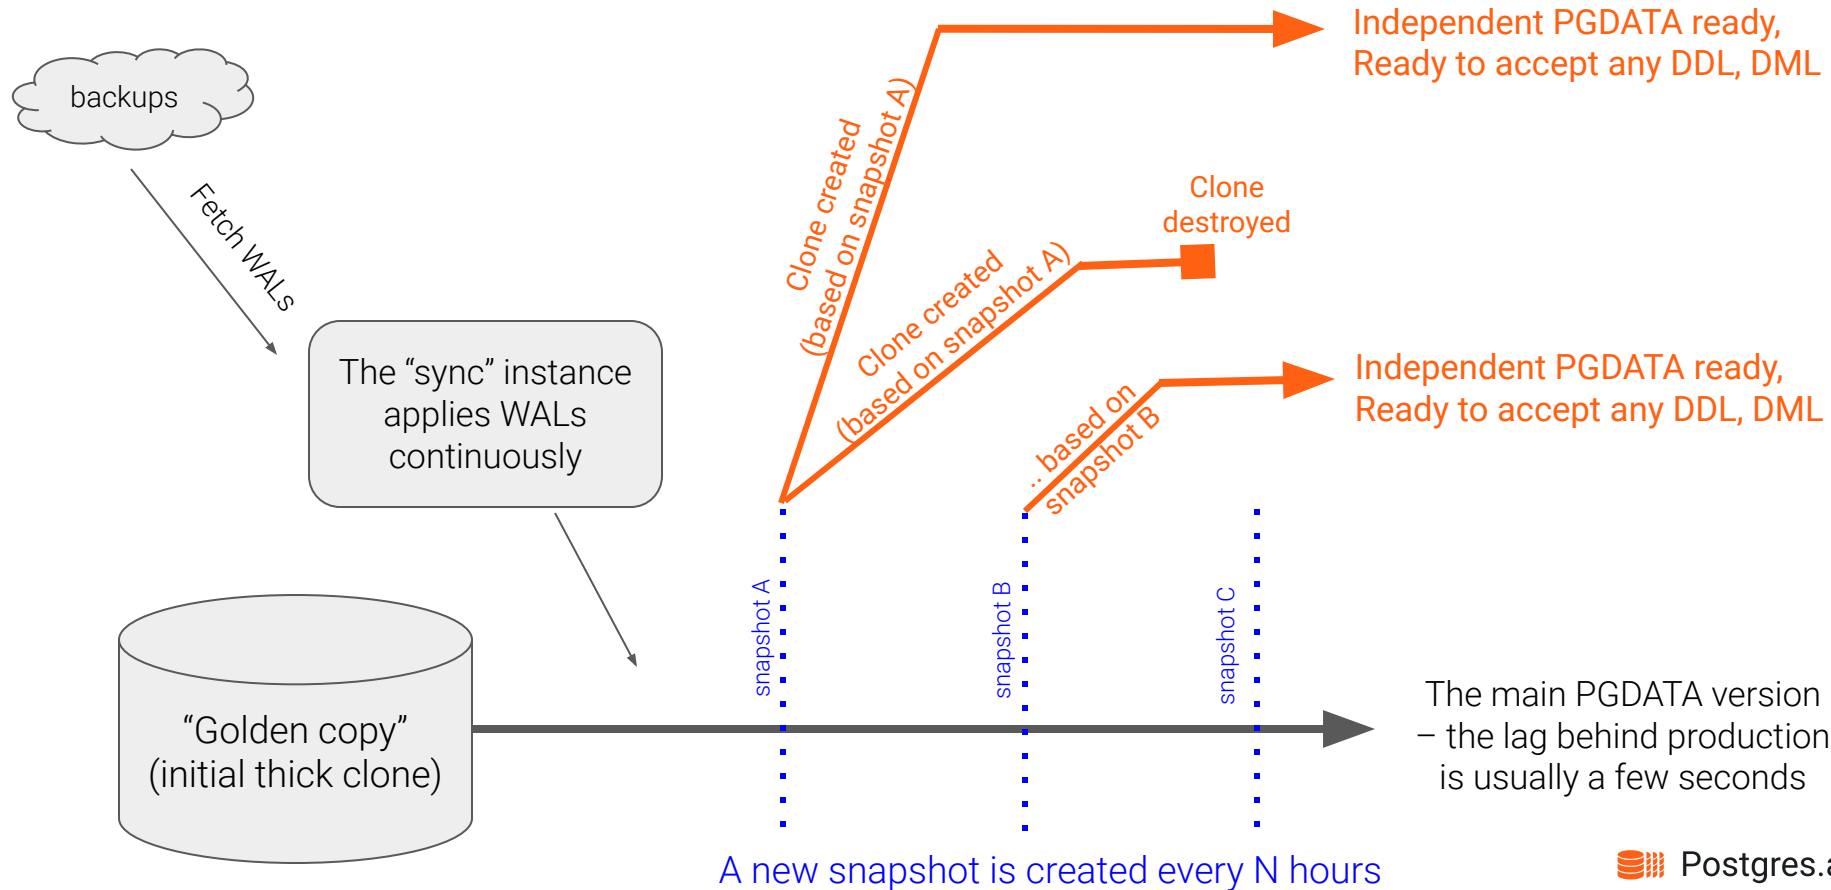 backups
Fetch WALs
The “sync” instance
applies WALs
continuously
“Golden copy”
(initial thick clone)
Clone created
(based on snapshot A)
Clone created
(based on snapshot A)
.. based on
snapshot B
Clone
destroyed
Independent PGDATA ready,
Ready to accept any DDL, DML
Independent PGDATA ready,
Ready to accept any DDL, DML
snapshot A
snapshot B
snapshot C
The main PGDATA version
– the lag behind production
is usually a few seconds
A new snapshot is created every N hours
Postgres.a